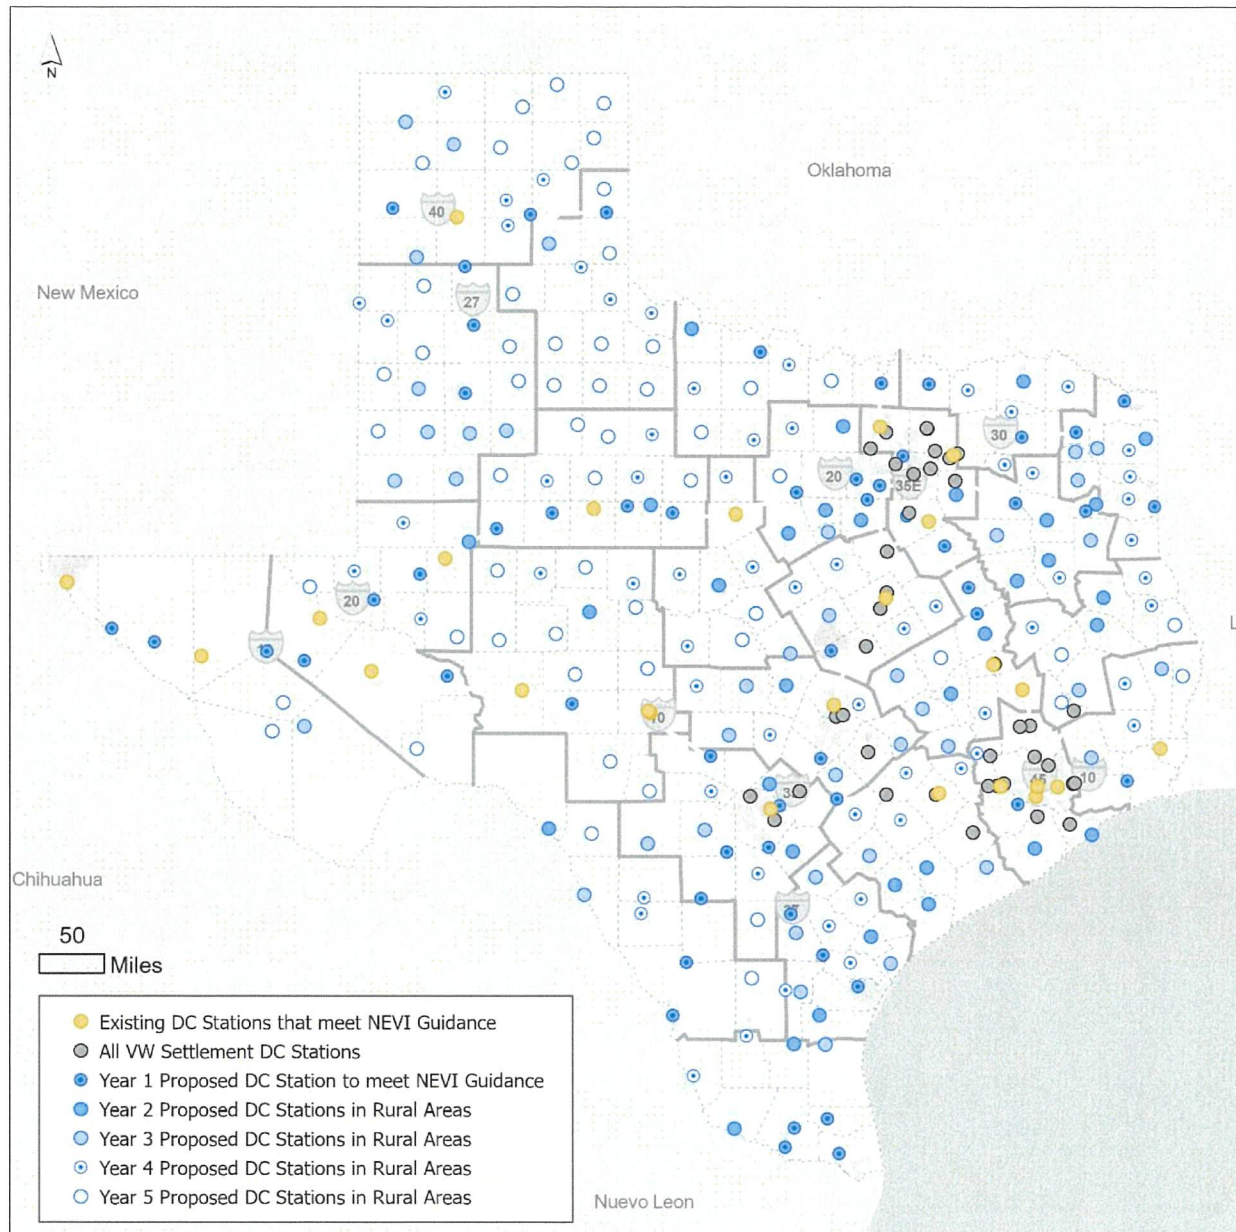 N
Oklahoma
40
New Mexico
27
30
20
35E
20
L
10
45
10
Chihuahua
50
Miles
Existing DC Stations that meet NEVI Guidance
All VW Settlement DC Stations
Year 1 Proposed DC Station to meet NEVI Guidance
Year 2 Proposed DC Stations in Rural Areas
Year 3 Proposed DC Stations in Rural Areas
Year 4 Proposed DC Stations in Rural Areas
Year 5 Proposed DC Stations in Rural Areas
Nuevo Leon